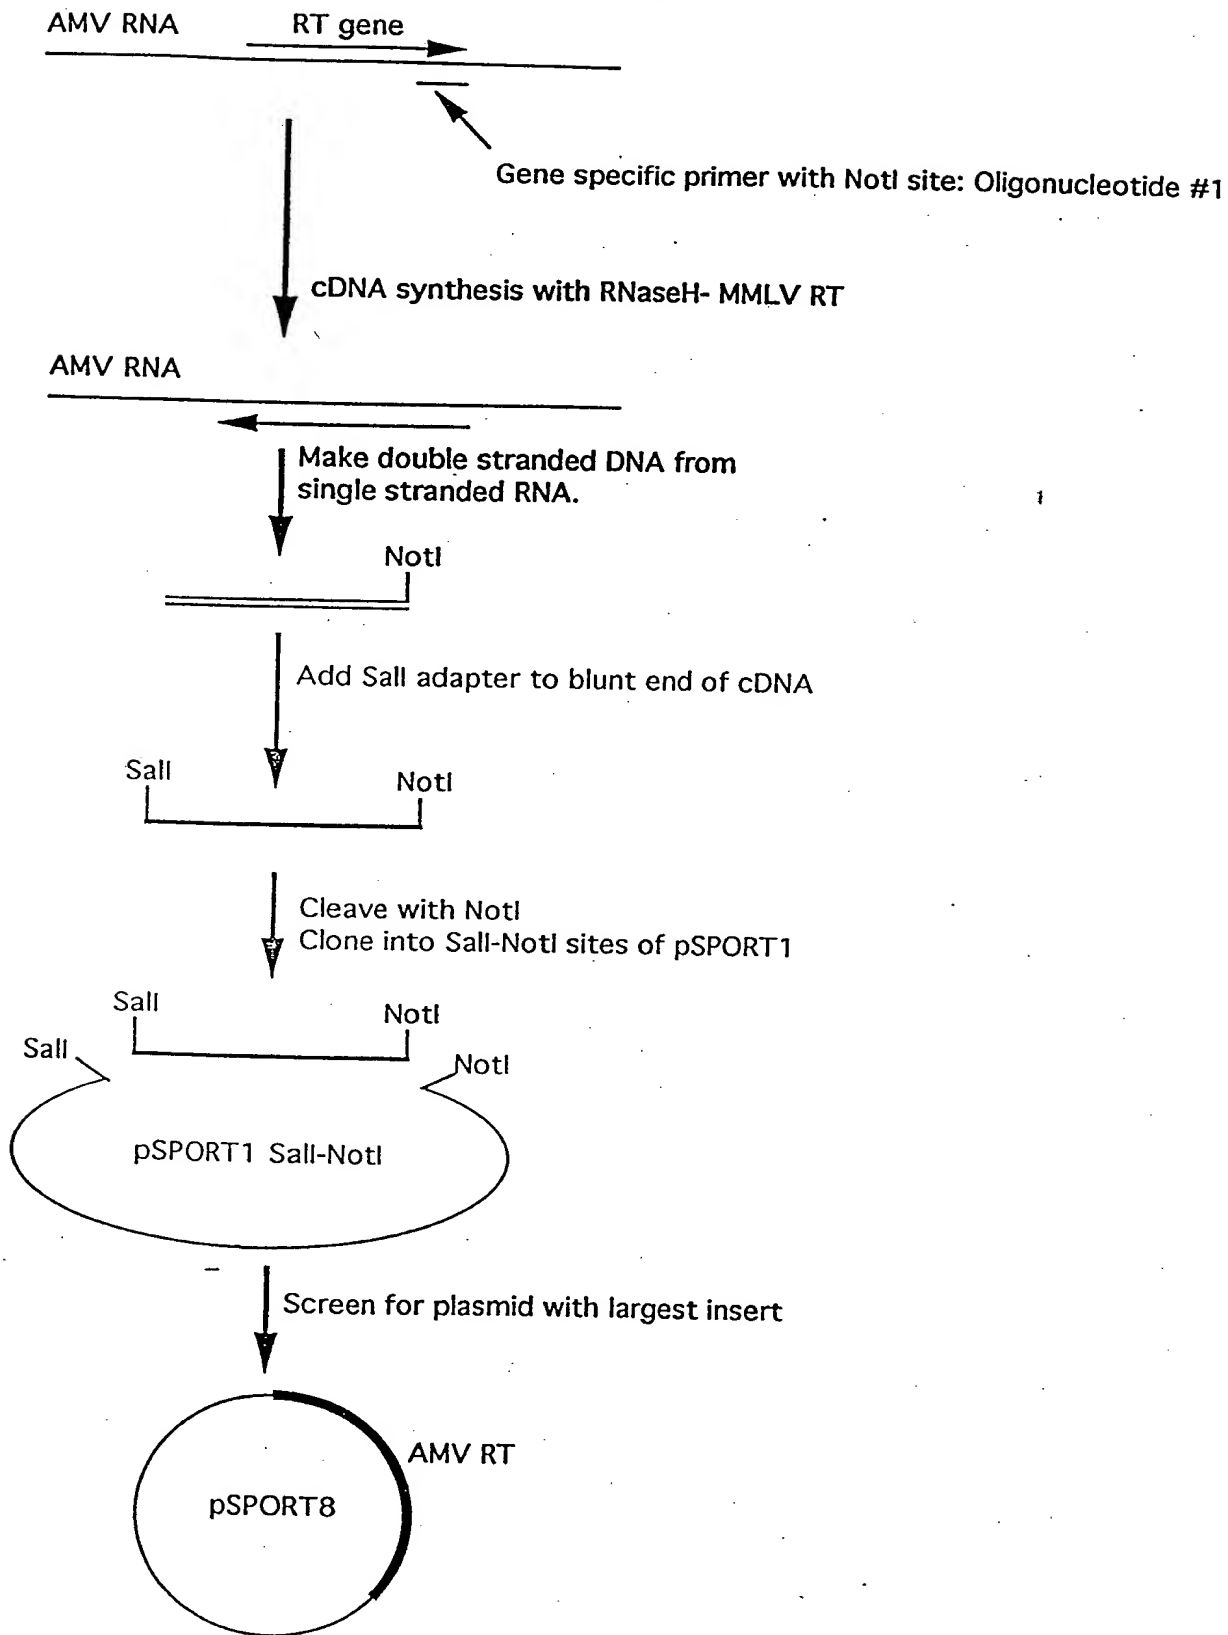 AMV RNA
RT gene
Gene specific primer with NotI site: Oligonucleotide #1
cDNA synthesis with RNaseH- MMLV RT
AMV RNA
Make double stranded DNA from
single stranded RNA.
NotI
Add SalI adapter to blunt end of cDNA
SalI
NotI
Cleave with NotI
Clone into SalI-NotI sites of pSPORT1
SalI
NotI
SalI
NotI
pSPORT1 SalI-NotI
Screen for plasmid with largest insert
AMV RT
pSPORT8